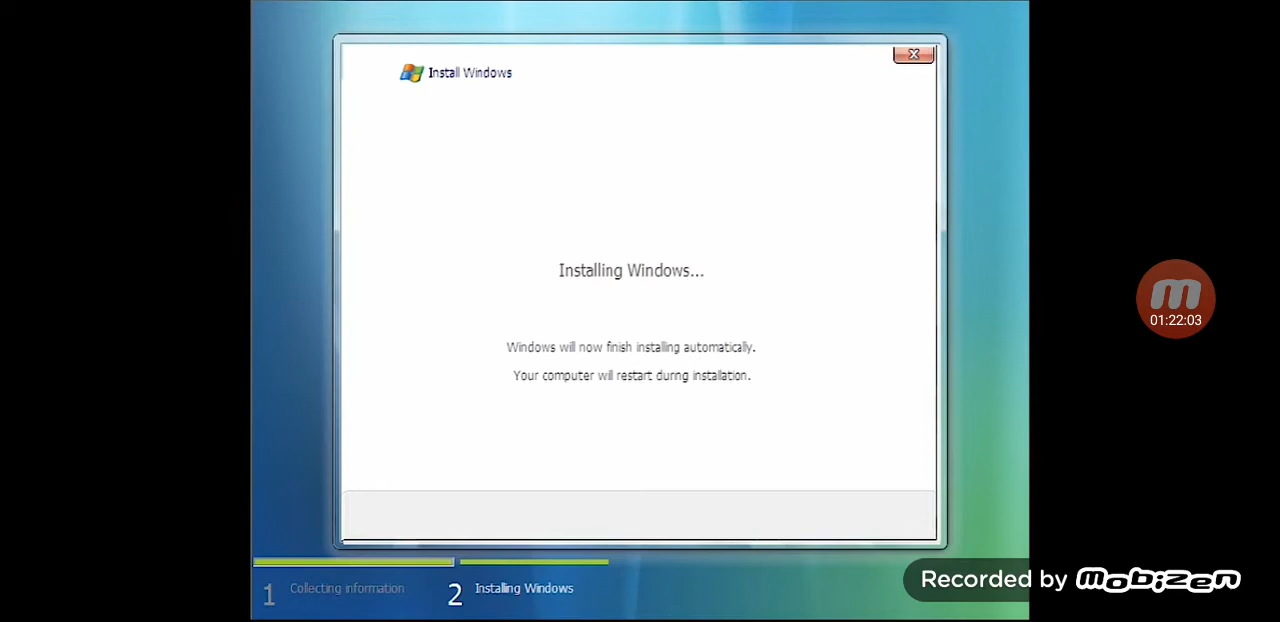 Install Windows
Installing Windows...
Windows will now finish installing automatically.
Your computer will restart during installation.
01:22:03
1 Collecting information
2 Installing Windows
Recorded by mobizen